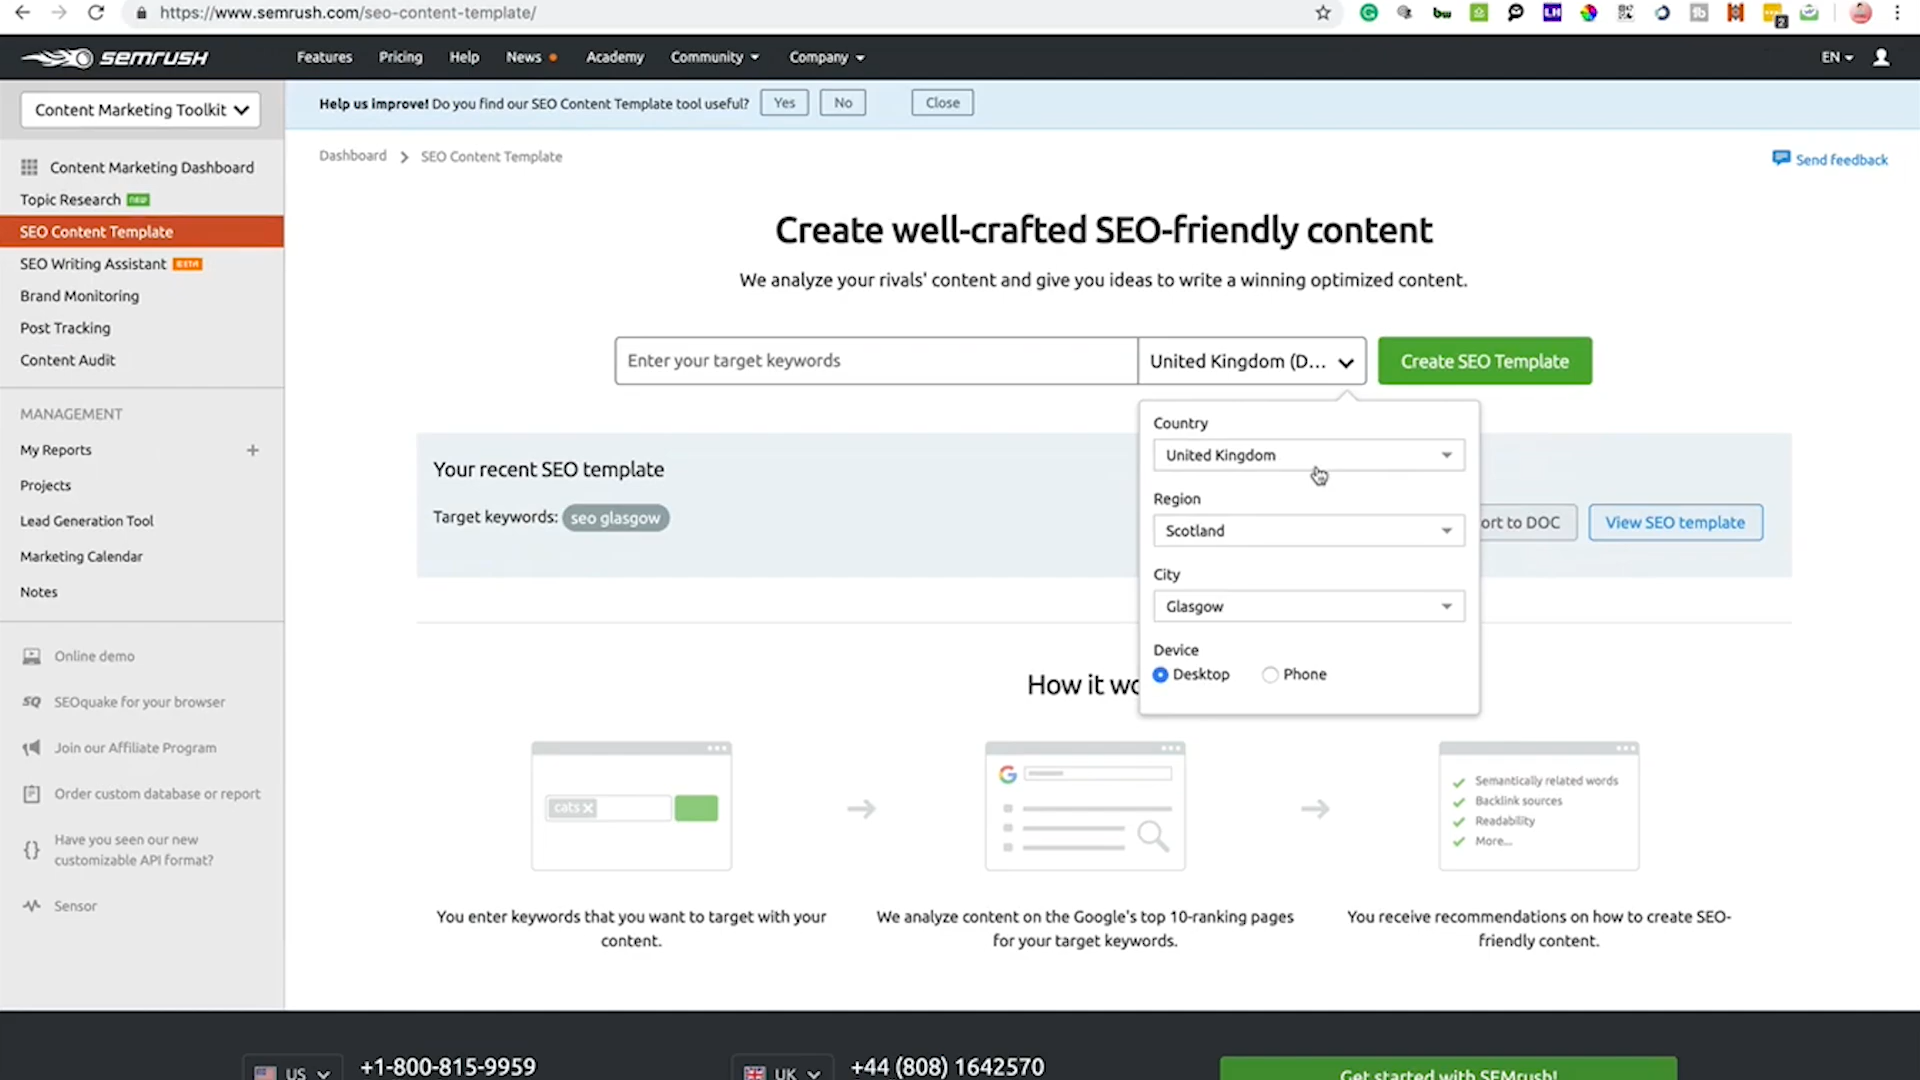 https://www.semrush.com/seo-content-template/
2
SEMRUSH
Features
Pricing
Help
News
Academy
Community
Company
EN
Content Marketing Toolkit
Help us improve! Do you find our SEO Content Template tool useful?
Yes
No
Close
Dashboard
SEO Content Template
Send feedback
Content Marketing Dashboard
Topic Research new
SEO Content Template
SEO Writing Assistant BETA
Brand Monitoring
Post Tracking
Content Audit
MANAGEMENT
My Reports +
Projects
Lead Generation Tool
Marketing Calendar
Notes
Online demo
SQ SEOquake for your browser
Join our Affiliate Program
Order custom database or report
{} Have you seen our new
customizable API format?
Sensor
Create well-crafted SEO-friendly content
We analyze your rivals' content and give you ideas to write a winning optimized content.
Enter your target keywords
United Kingdom (D...
Create SEO Template
Country
United Kingdom
Region
Scotland
City
Glasgow
Device
Desktop
Phone
Your recent SEO template
Target keywords: seo glasgow
ort to DOC
View SEO template
How it wo
cats x
G
Semantically related words
Backlink sources
Readability
More...
You enter keywords that you want to target with your
content.
We analyze content on the Google's top 10-ranking pages
for your target keywords.
You receive recommendations on how to create SEO-
friendly content.
US
+1-800-815-9959
UK
+44 (808) 1642570
Get started with SEMrush!